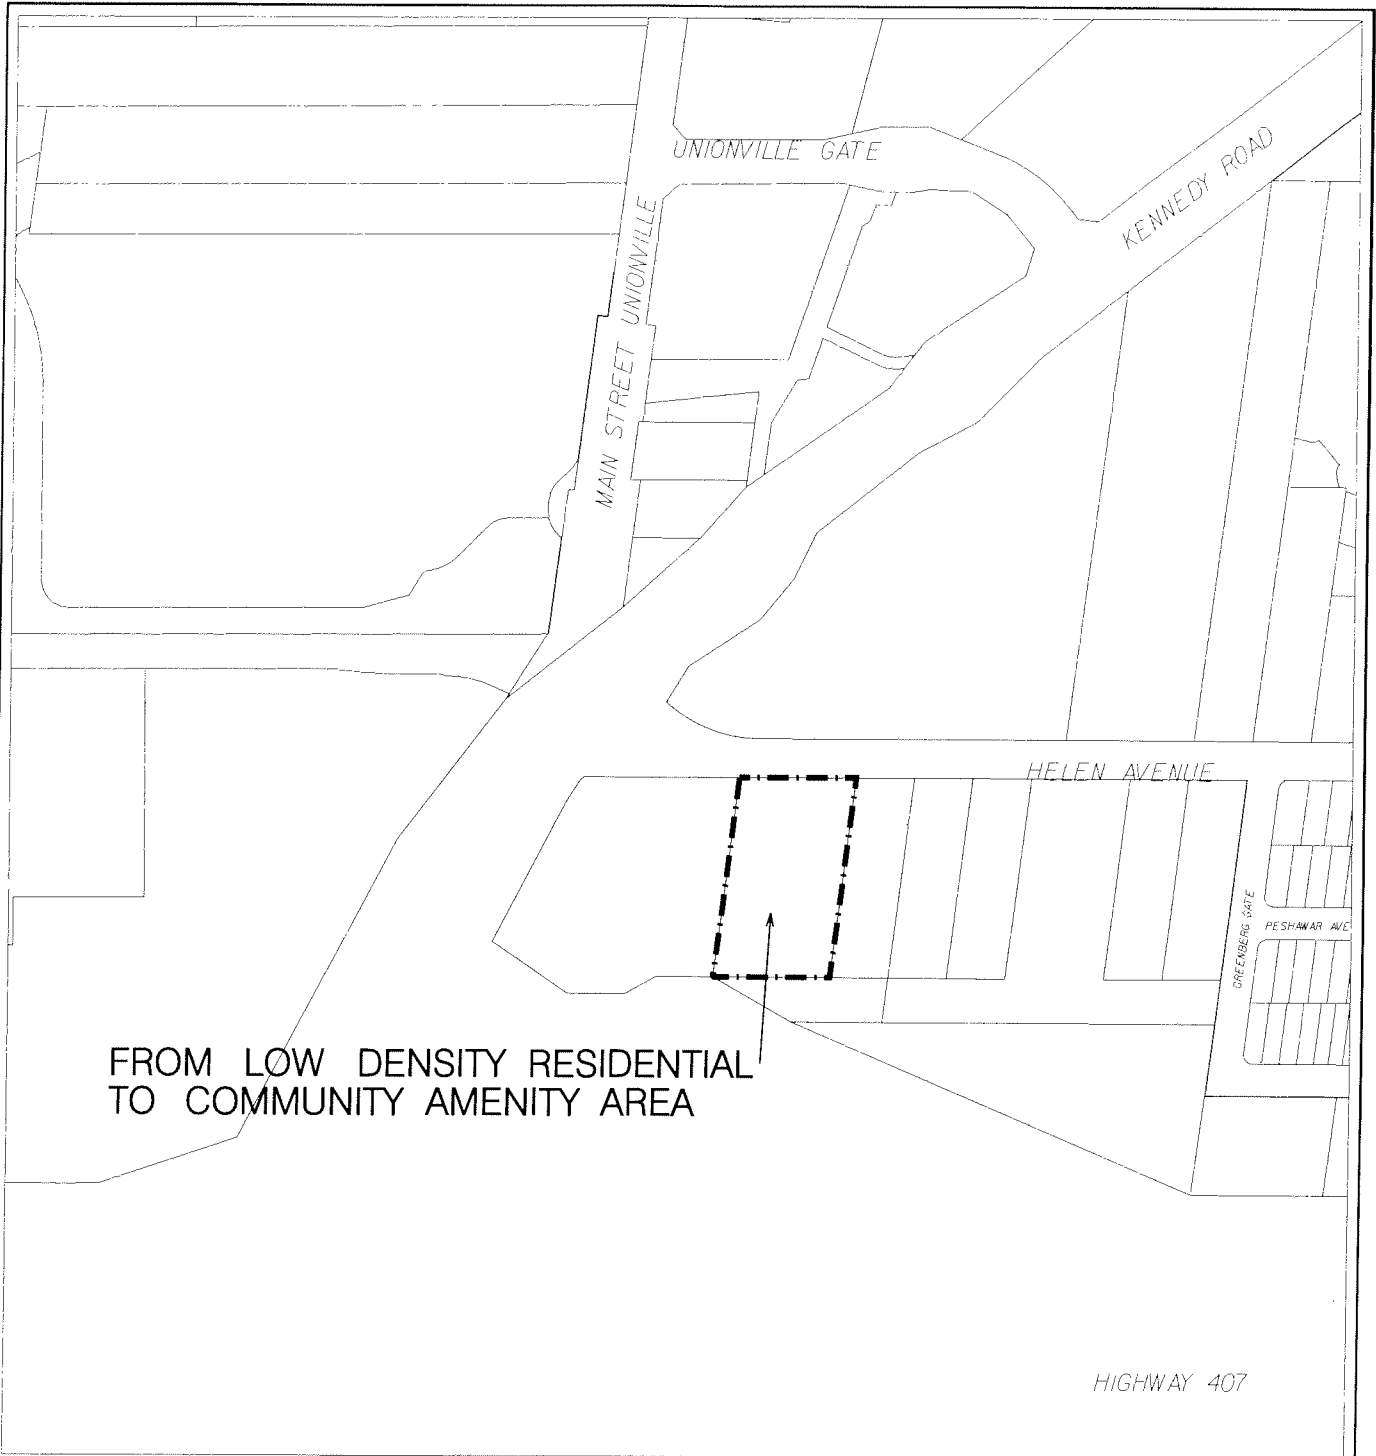 UNIONVILLE GATE
KENNEDY ROAD
MAIN STREET UNIONVILLE
HELEN AVENUE
GREENBERG GATE
PESHAWAR AVE
FROM LOW DENSITY RESIDENTIAL
TO COMMUNITY AMENITY AREA
HIGHWAY 407